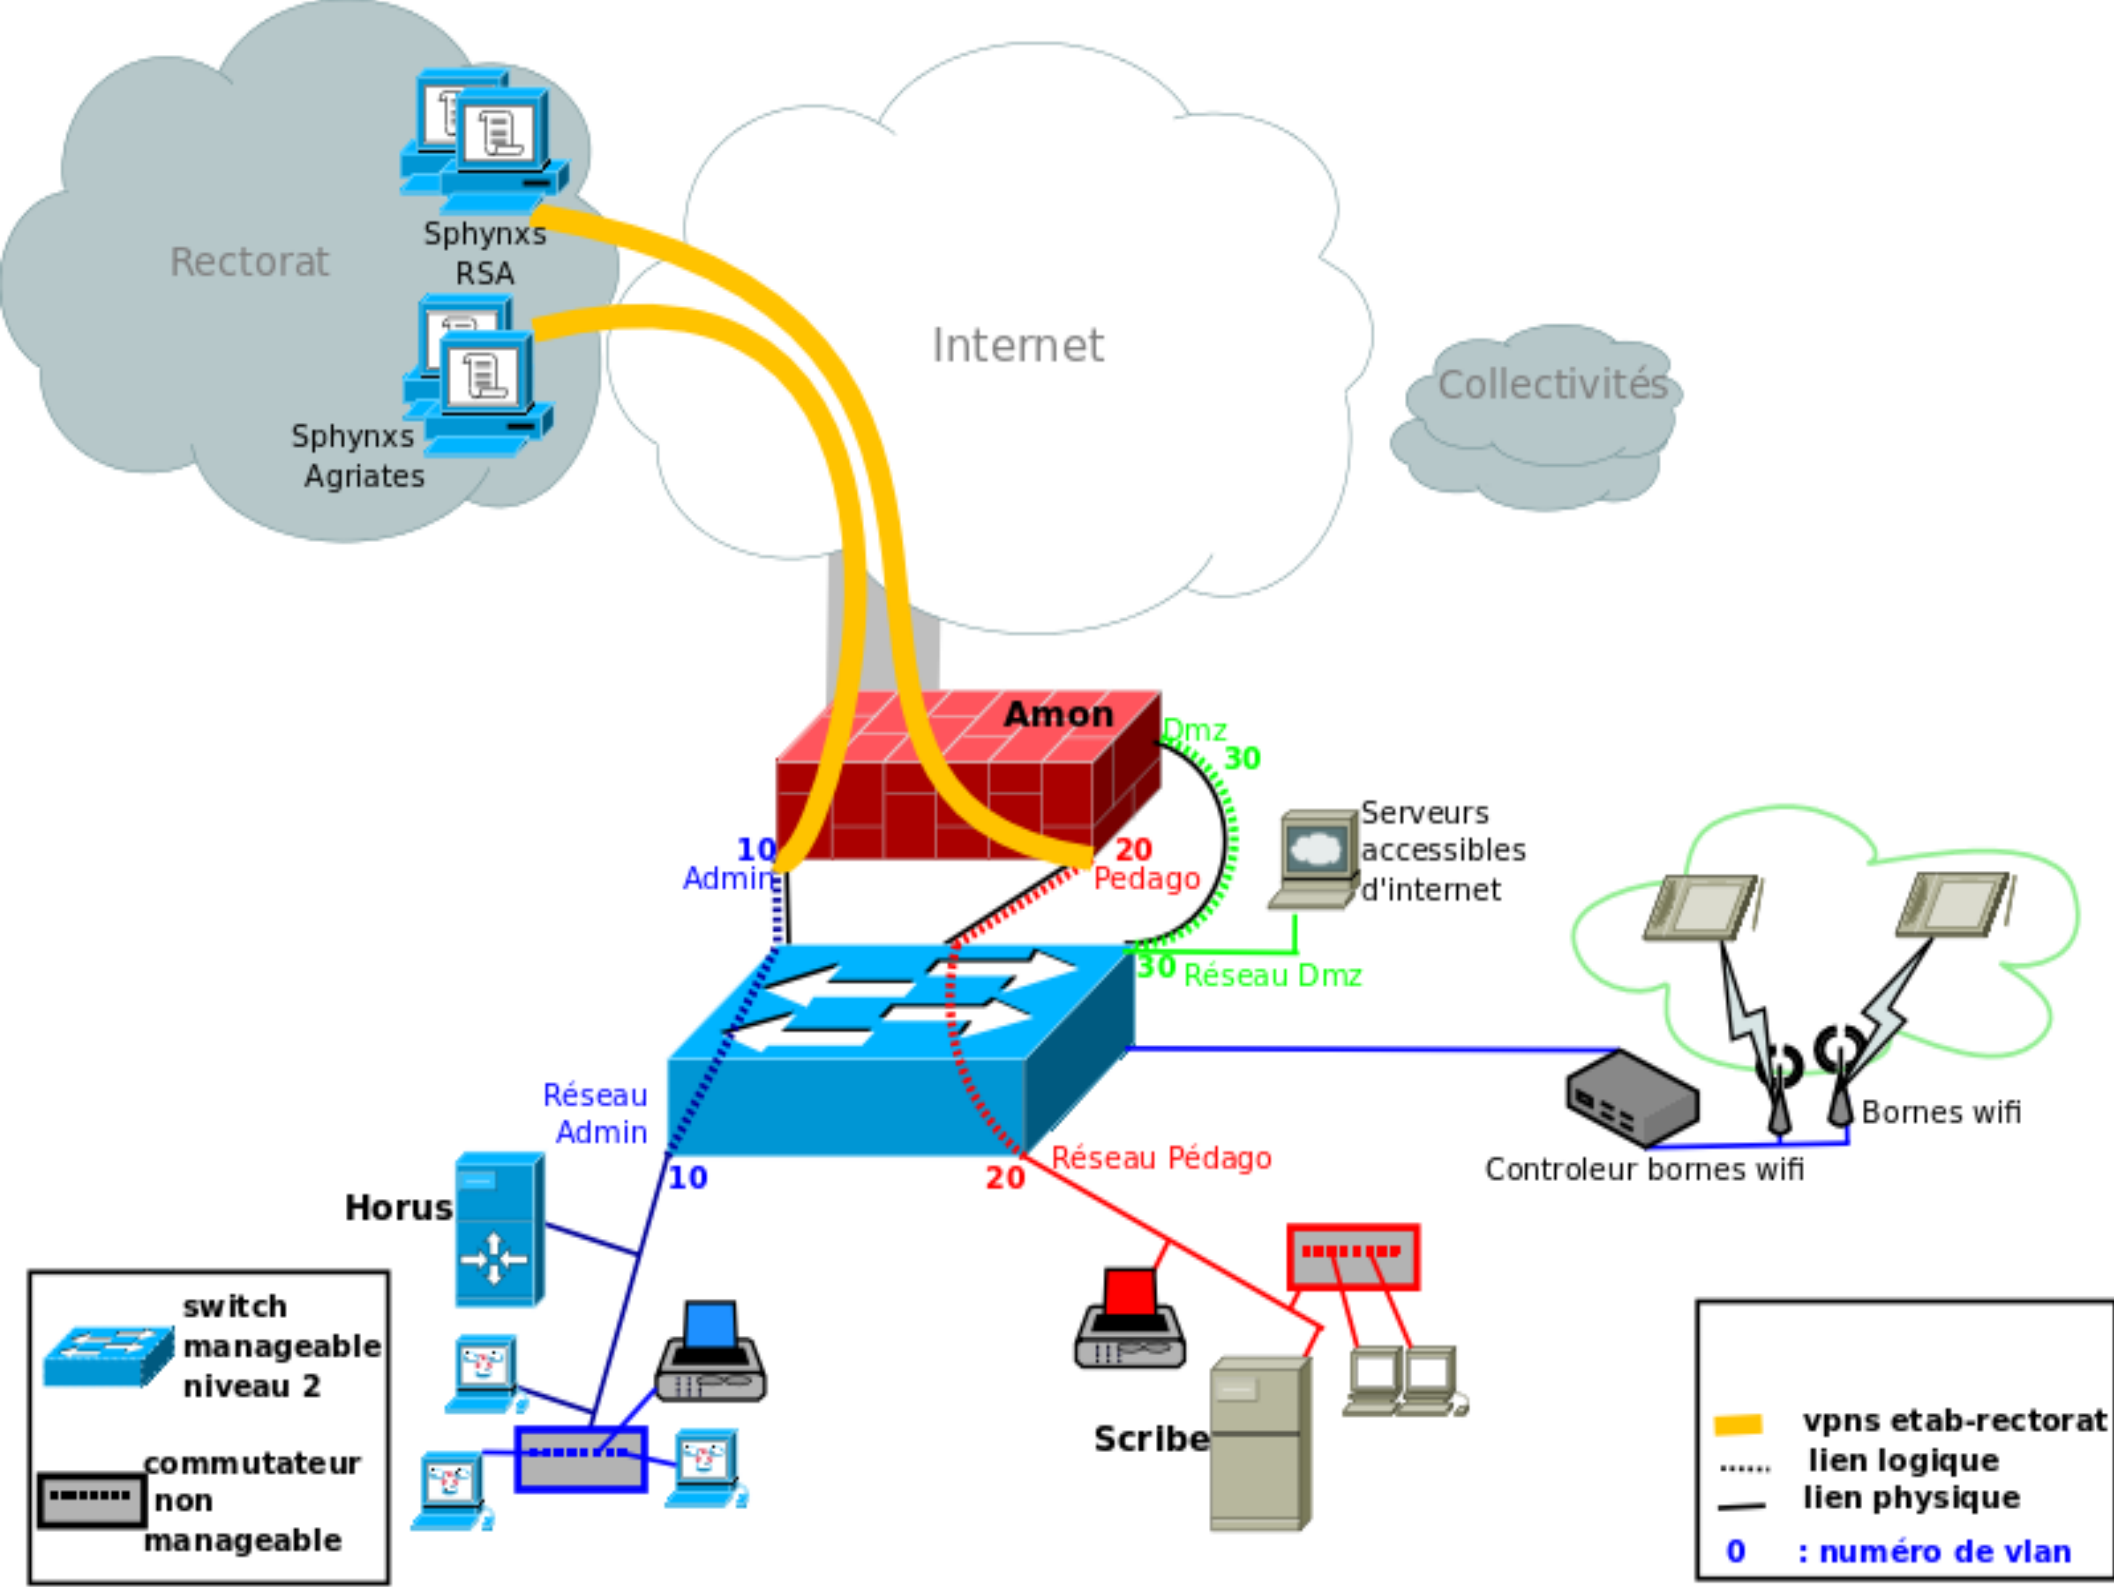 Rectorat
Sphynxs
RSA
Sphynxs
Agriates
Internet
Collectivités
Amon
Dmz
30
10
Admin
20
Pedago
Serveurs
accessibles
d'internet
30
Réseau Dmz
Réseau
Admin
10
20
Réseau Pédago
Bornes wifi
Controleur bornes wifi
Horus
Scribe
switch
manageable
niveau 2
commutateur
non
manageable
vpns etab-rectorat
lien logique
lien physique
0 : numéro de vlan